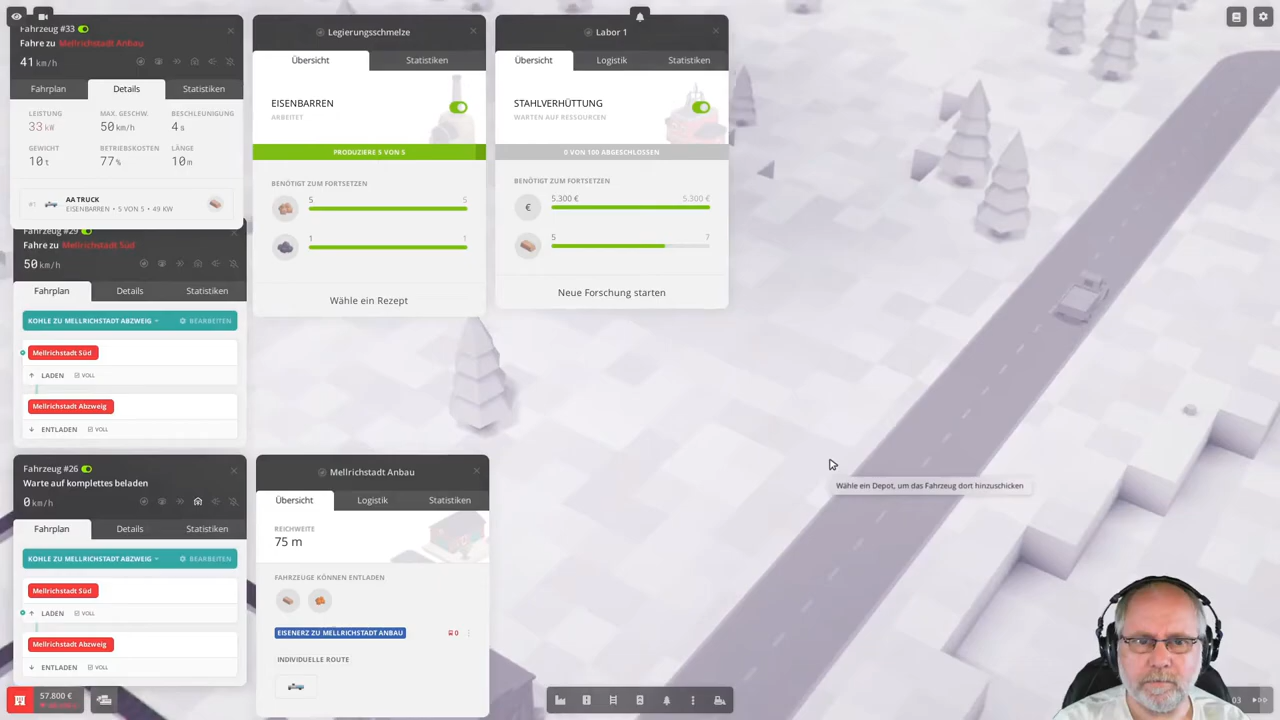 Fahrzeug #33
Fahre zu Mellrichstadt Anbau
41 km/h
Fahrplan Details Statistiken
LEISTUNG MAX. GESCHW. BESCHLEUNIGUNG
33 kW 50 km/h 4 s
GEWICHT BETRIEBSKOSTEN LÄNGE
10 t 77 % 10 m
#1 AA TRUCK
EISENBARREN • 5 VON 5 • 49 KW
Fahrzeug #29
Fahre zu Mellrichstadt Süd
50 km/h
Fahrplan Details Statistiken
KOHLE ZU MELLRICHSTADT ABZWEIG BEARBEITEN
Mellrichstadt Süd
LADEN VOLL
Mellrichstadt Abzweig
ENTLADEN VOLL
Fahrzeug #26
Warte auf komplettes beladen
0 km/h
Fahrplan Details Statistiken
KOHLE ZU MELLRICHSTADT ABZWEIG BEARBEITEN
Mellrichstadt Süd
LADEN VOLL
Mellrichstadt Abzweig
ENTLADEN VOLL
57.800 €
Legierungsschmelze
Übersicht Statistiken
EISENBARREN
ARBEITET
PRODUZIERE 5 VON 5
BENÖTIGT ZUM FORTSETZEN
5 5
1 1
Wähle ein Rezept
Labor 1
Übersicht Logistik Statistiken
STAHLVERHÜTTUNG
WARTEN AUF RESSOURCEN
0 VON 100 ABGESCHLOSSEN
BENÖTIGT ZUM FORTSETZEN
€ 5.300 € 5.300 €
5 7
Neue Forschung starten
Mellrichstadt Anbau
Übersicht Logistik Statistiken
REICHWEITE
75 m
FAHRZEUGE KÖNNEN ENTLADEN
EISENERZ ZU MELLRICHSTADT ANBAU 0
INDIVIDUELLE ROUTE
Wähle ein Depot, um das Fahrzeug dort hinzuschicken
03